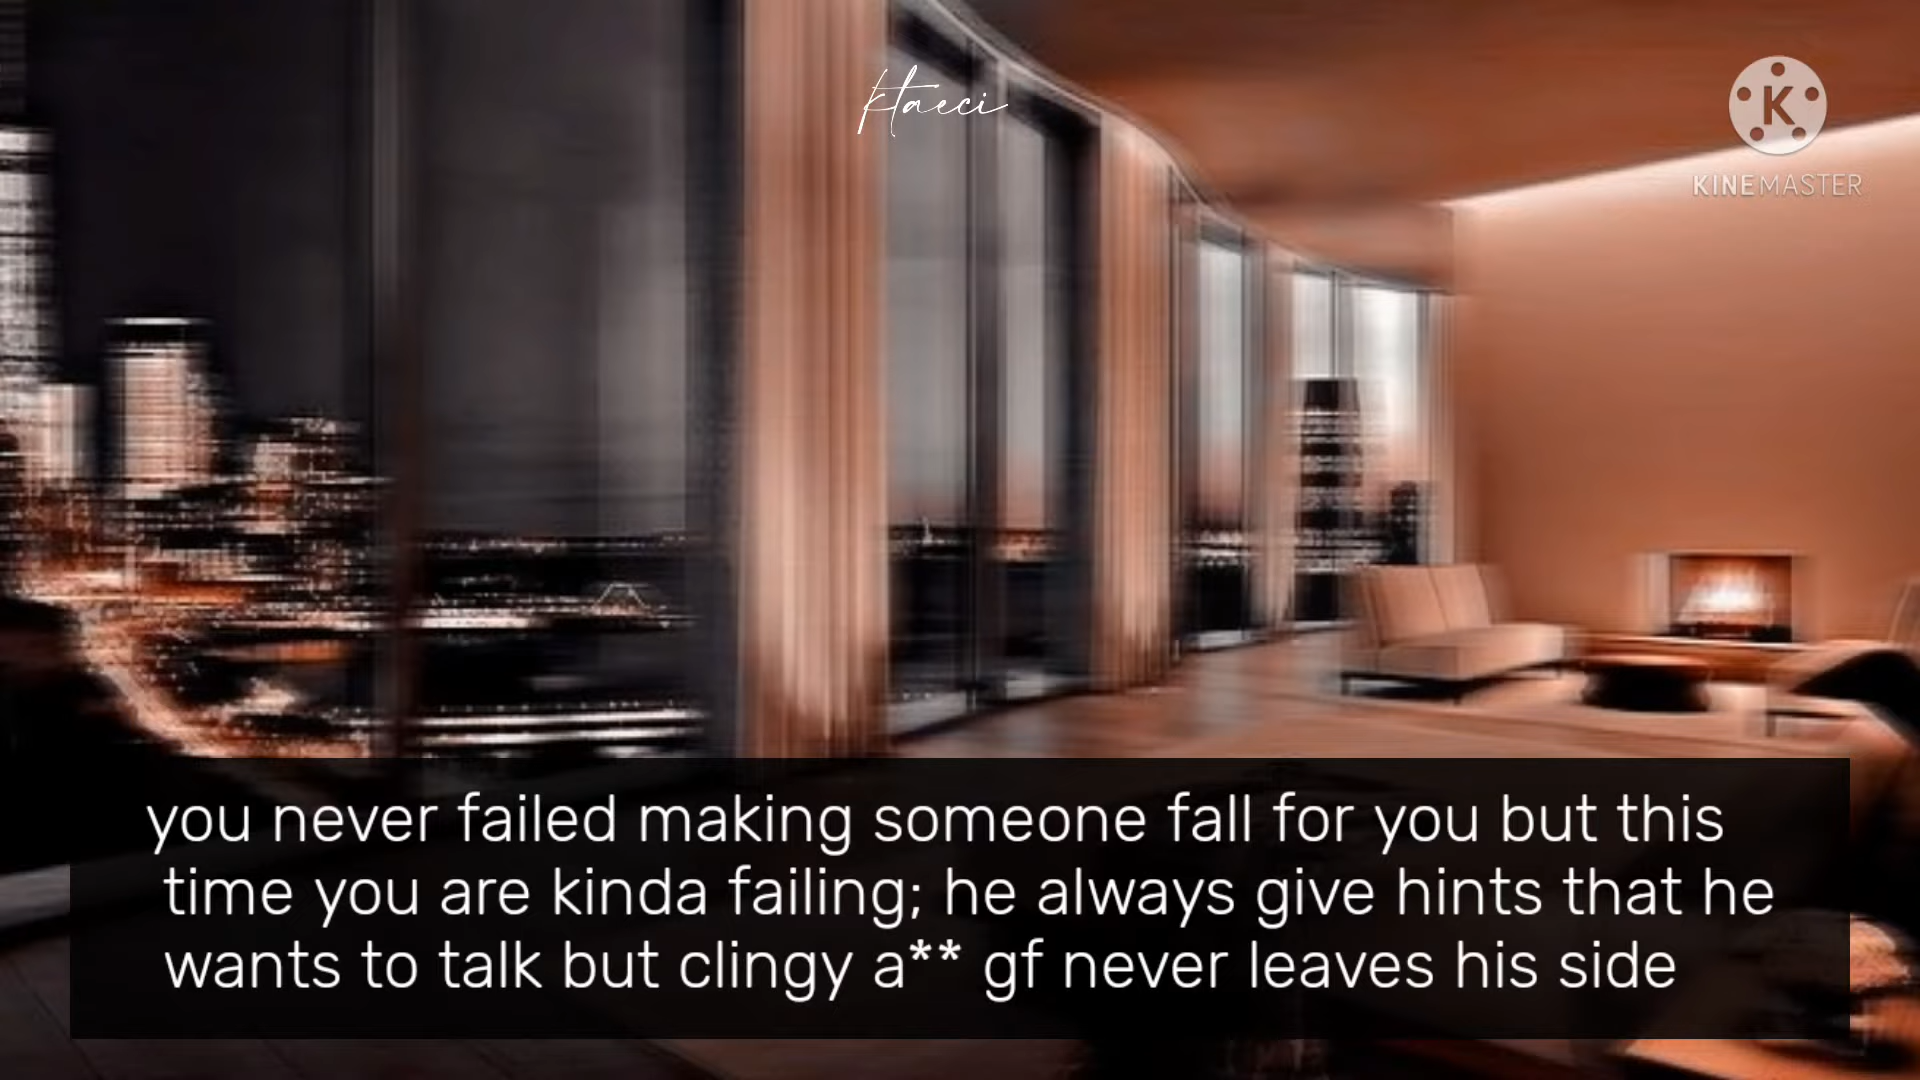 ktaeci
K
KINEMASTER
you never failed making someone fall for you but this
time you are kinda failing; he always give hints that he
wants to talk but clingy a** gf never leaves his side